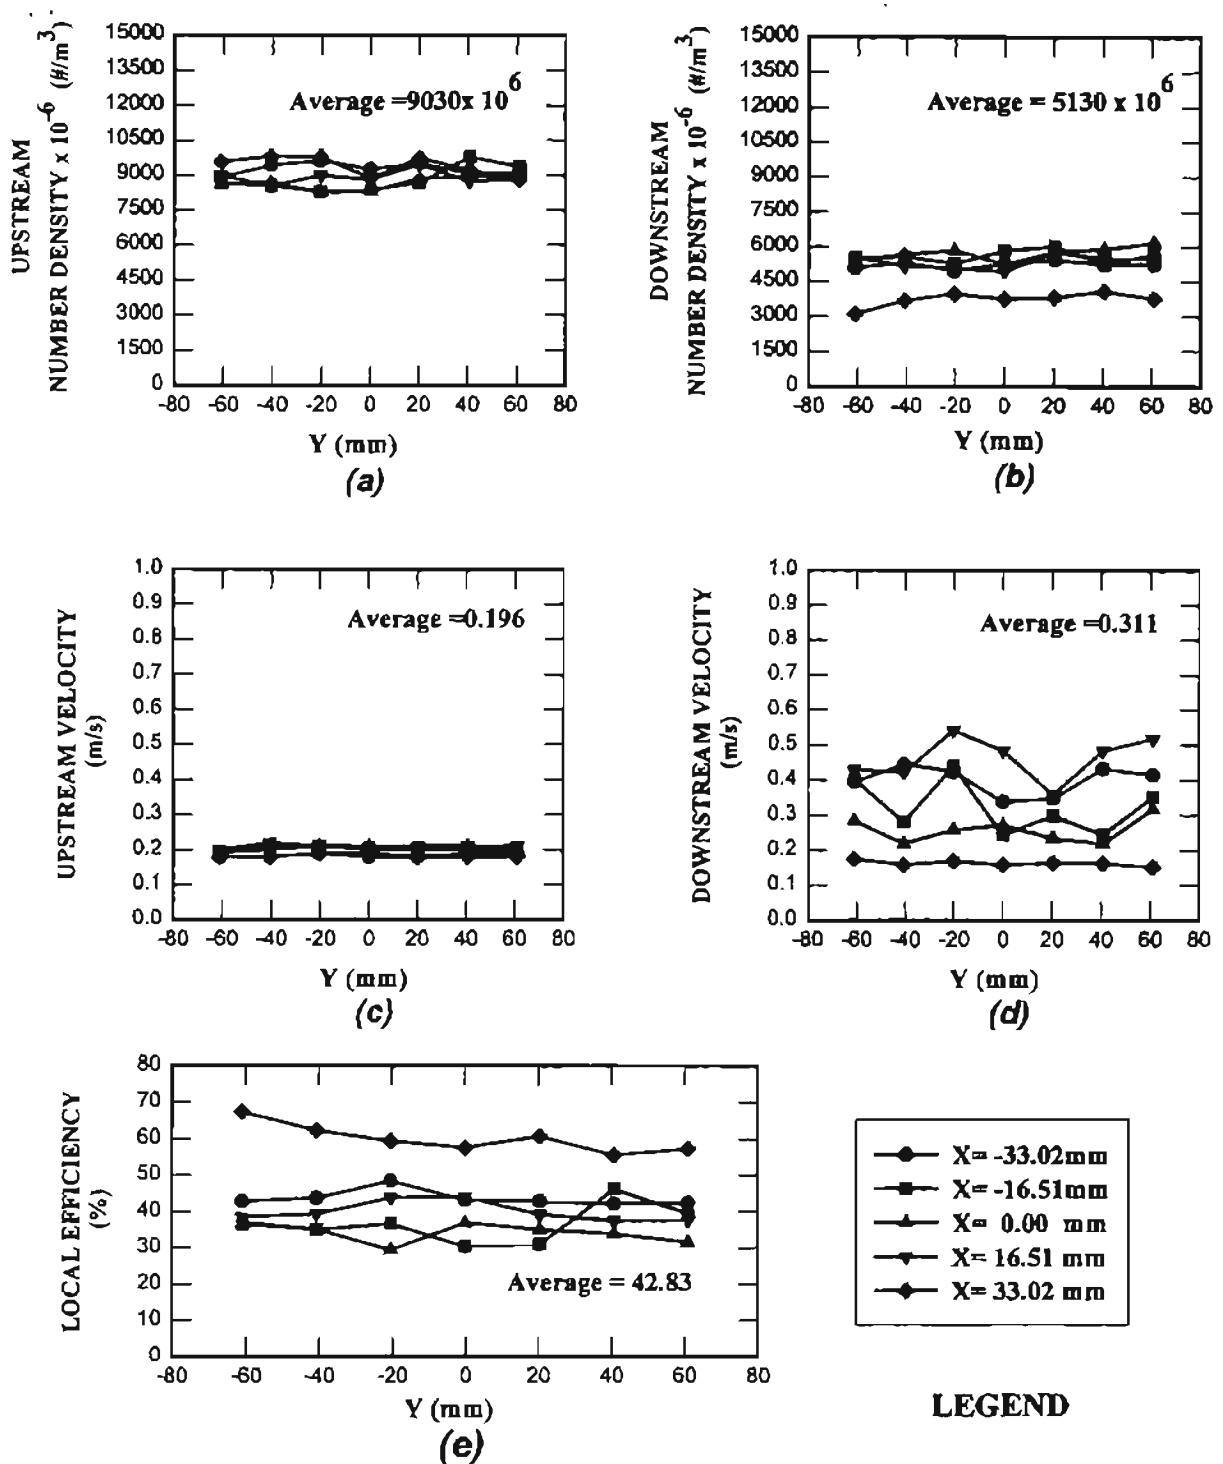 UPSTREAM
NUMBER DENSITY x 10^-6 (#/m^3)
15000
13500
12000
10500
9000
7500
6000
4500
3000
1500
0
Average =9030x 10^6
-80 -60 -40 -20 0 20 40 60 80
Y (mm)
(a)
DOWNSTREAM
NUMBER DENSITY x 10^-6 (#/m^3)
15000
13500
12000
10500
9000
7500
6000
4500
3000
1500
0
Average = 5130 x 10^6
-80 -60 -40 -20 0 20 40 60 80
Y (mm)
(b)
UPSTREAM VELOCITY
(m/s)
1.0
0.9
0.8
0.7
0.6
0.5
0.4
0.3
0.2
0.1
0.0
Average =0.196
-80 -60 -40 -20 0 20 40 60 80
Y (mm)
(c)
DOWNSTREAM VELOCITY
(m/s)
1.0
0.9
0.8
0.7
0.6
0.5
0.4
0.3
0.2
0.1
0.0
Average =0.311
-80 -60 -40 -20 0 20 40 60 80
Y (mm)
(d)
LOCAL EFFICIENCY
(%)
80
70
60
50
40
30
20
10
0
Average = 42.83
-80 -60 -40 -20 0 20 40 60 80
Y (mm)
(e)
X= -33.02mm
X= -16.51mm
X= 0.00 mm
X= 16.51 mm
X= 33.02 mm
LEGEND